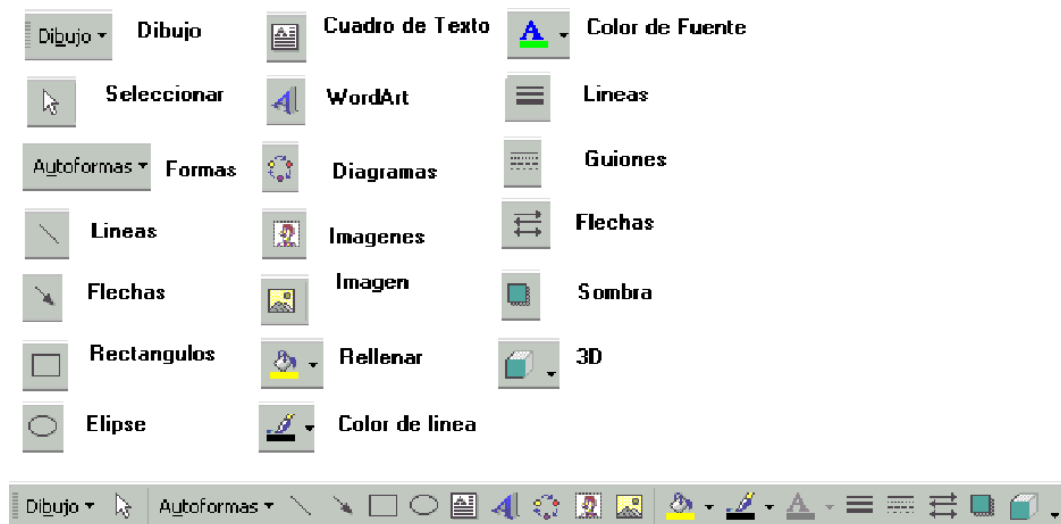 Dibujo Dibujo Cuadro de Texto A Color de Fuente
Seleccionar WordArt Lineas
Autoformas Formas Diagramas Guiones
Lineas Imagenes Flechas
Flechas Imagen Sombra
Rectangulos Rellenar 3D
Elipse Color de linea
Dibujo Autoformas A